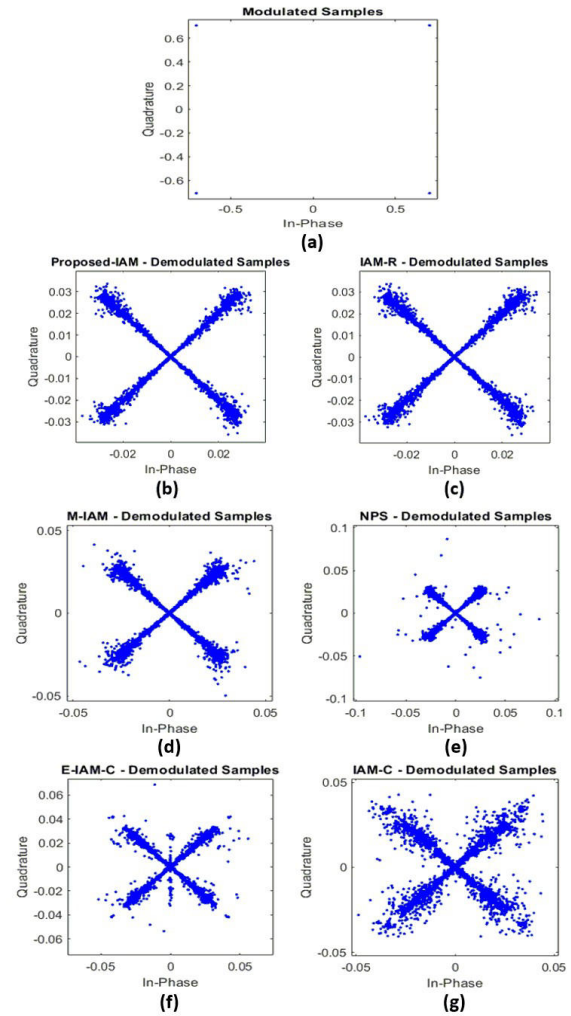 Modulated Samples
0.6
0.4
0.2
0
-0.2
-0.4
-0.6
Quadrature
-0.5 0 0.5
In-Phase
(a)
Proposed-IAM - Demodulated Samples
0.03
0.02
0.01
0
-0.01
-0.02
-0.03
Quadrature
-0.02 0 0.02
In-Phase
(b)
IAM-R - Demodulated Samples
0.03
0.02
0.01
0
-0.01
-0.02
-0.03
Quadrature
-0.02 0 0.02
In-Phase
(c)
M-IAM - Demodulated Samples
0.05
0
-0.05
Quadrature
-0.05 0 0.05
In-Phase
(d)
NPS - Demodulated Samples
0.1
0.05
0
-0.05
-0.1
Quadrature
-0.1 -0.05 0 0.05 0.1
In-Phase
(e)
E-IAM-C - Demodulated Samples
0.06
0.04
0.02
0
-0.02
-0.04
-0.06
Quadrature
-0.05 0 0.05
In-Phase
(f)
IAM-C - Demodulated Samples
0.05
0
-0.05
Quadrature
-0.05 0 0.05
In-Phase
(g)